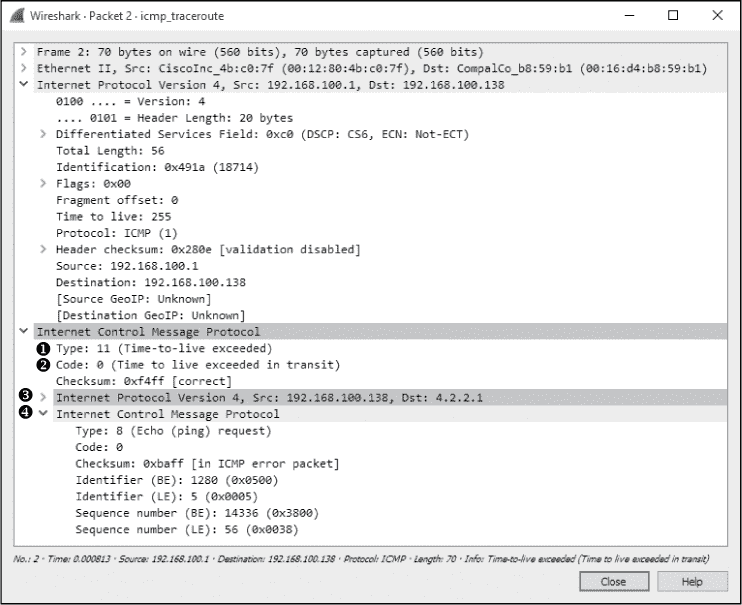 Wireshark · Packet 2 · icmp_traceroute
> Frame 2: 70 bytes on wire (560 bits), 70 bytes captured (560 bits)
> Ethernet II, Src: CiscoInc_4b:c0:7f (00:12:80:4b:c0:7f), Dst: CompalCo_b8:59:b1 (00:16:d4:b8:59:b1)
Internet Protocol Version 4, Src: 192.168.100.1, Dst: 192.168.100.138
0100 .... = Version: 4
.... 0101 = Header Length: 20 bytes
> Differentiated Services Field: 0xc0 (DSCP: CS6, ECN: Not-ECT)
Total Length: 56
Identification: 0x491a (18714)
> Flags: 0x00
Fragment offset: 0
Time to live: 255
Protocol: ICMP (1)
> Header checksum: 0x280e [validation disabled]
Source: 192.168.100.1
Destination: 192.168.100.138
[Source GeoIP: Unknown]
[Destination GeoIP: Unknown]
Internet Control Message Protocol
❶ Type: 11 (Time-to-live exceeded)
❷ Code: 0 (Time to live exceeded in transit)
Checksum: 0xf4ff [correct]
❸ > Internet Protocol Version 4, Src: 192.168.100.138, Dst: 4.2.2.1
❹ Internet Control Message Protocol
Type: 8 (Echo (ping) request)
Code: 0
Checksum: 0xbaff [in ICMP error packet]
Identifier (BE): 1280 (0x0500)
Identifier (LE): 5 (0x0005)
Sequence number (BE): 14336 (0x3800)
Sequence number (LE): 56 (0x0038)
No.: 2 · Time: 0.000813 · Source: 192.168.100.1 · Destination: 192.168.100.138 · Protocol: ICMP · Length: 70 · Info: Time-to-live exceeded (Time to live exceeded in transit)
Close
Help